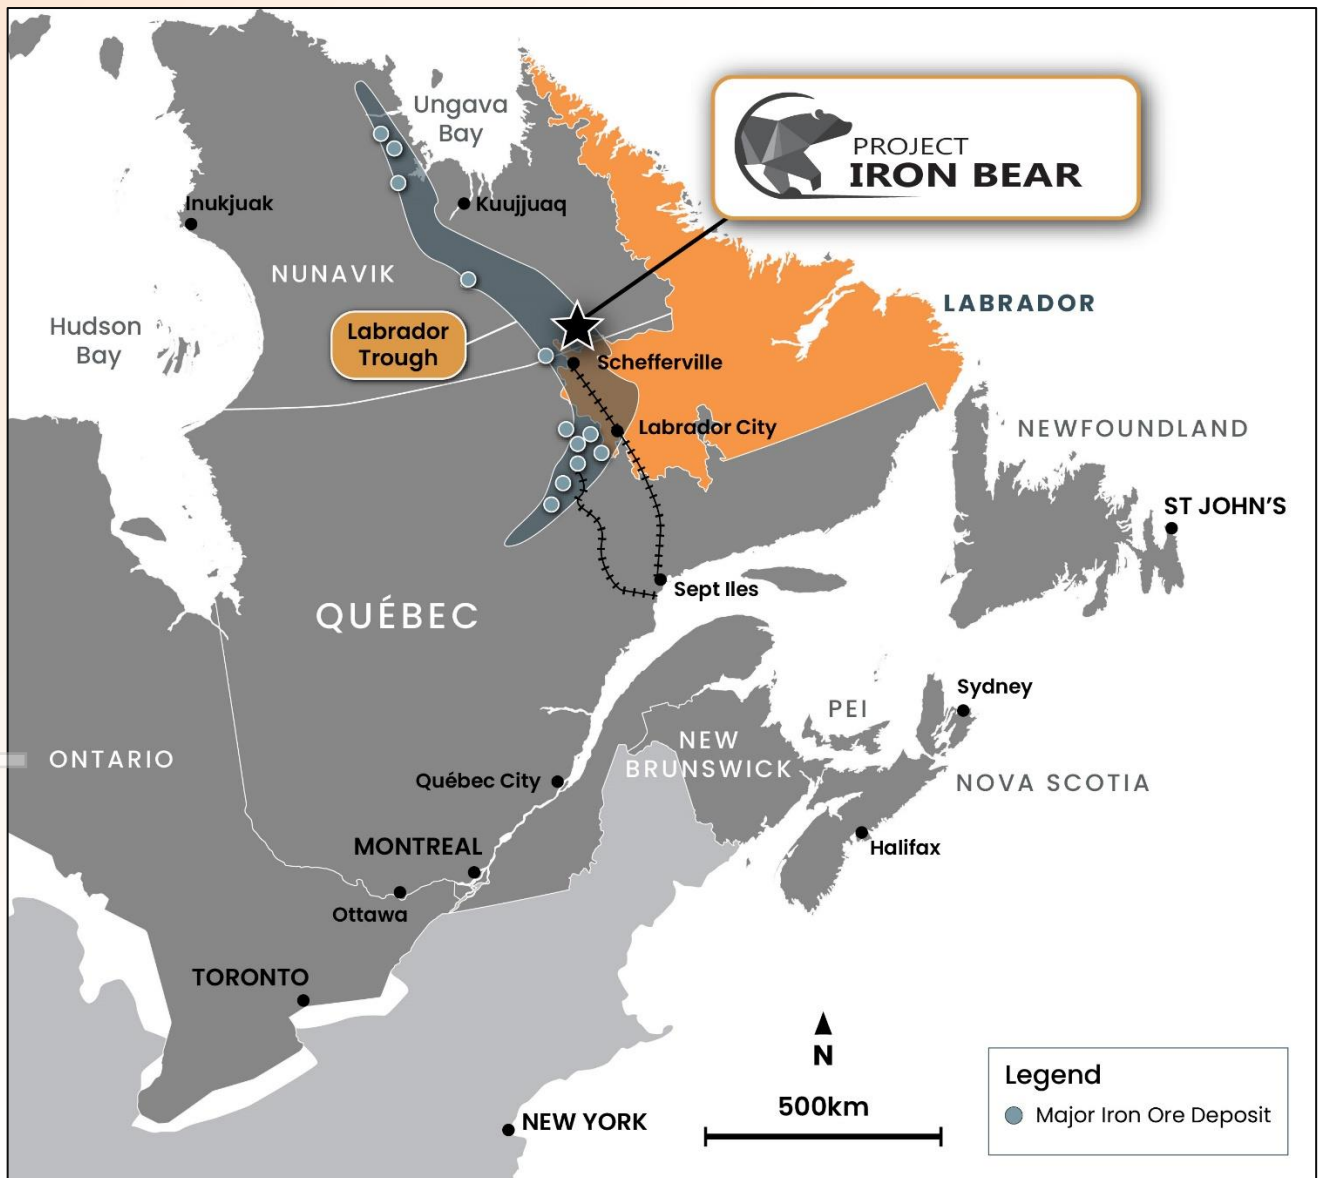 Ungava
Bay
PROJECT
IRON BEAR
Inukjuak
Kuujjuaq
NUNAVIK
Hudson
Bay
Labrador
Trough
LABRADOR
Schefferville
Labrador City
NEWFOUNDLAND
ST JOHN'S
Sept Iles
QUÉBEC
Sydney
PEI
NEW
BRUNSWICK
ONTARIO
Québec City
NOVA SCOTIA
MONTREAL
Halifax
Ottawa
TORONTO
N
500km
NEW YORK
Legend
Major Iron Ore Deposit